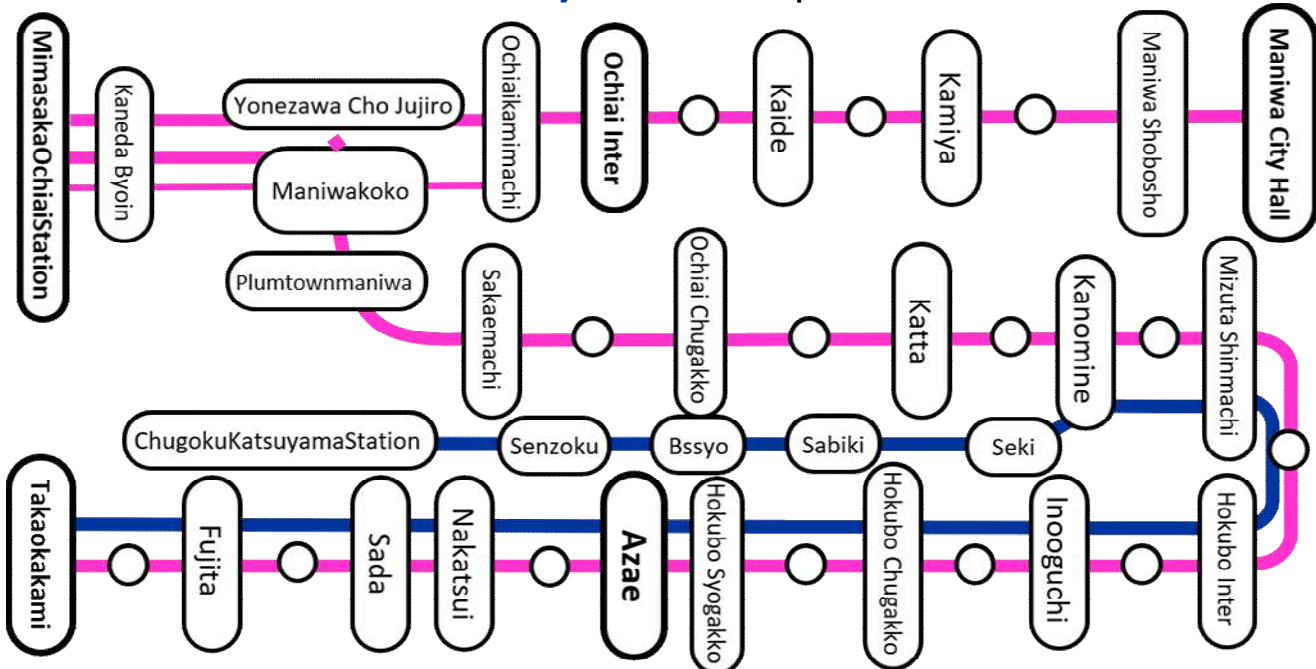 MimasakaOchiaiStation
Kaneda Byoin
Yonezawa Cho Jujiro
Maniwakoko
Plumtownmaniwa
Ochiaikamimachi
Ochiai Inter
Kaide
Kamiya
Maniwa Shobosho
Maniwa City Hall
Sakaemachi
Ochiai Chugakko
Katta
Kanomine
Mizuta Shinmachi
ChugokuKatsuyamaStation
Senzoku
Bssyo
Sabiki
Seki
Takaokakami
Fujita
Sada
Nakatsui
Azae
Hokubo Syogakko
Hokubo Chugakko
Inooguchi
Hokubo Inter